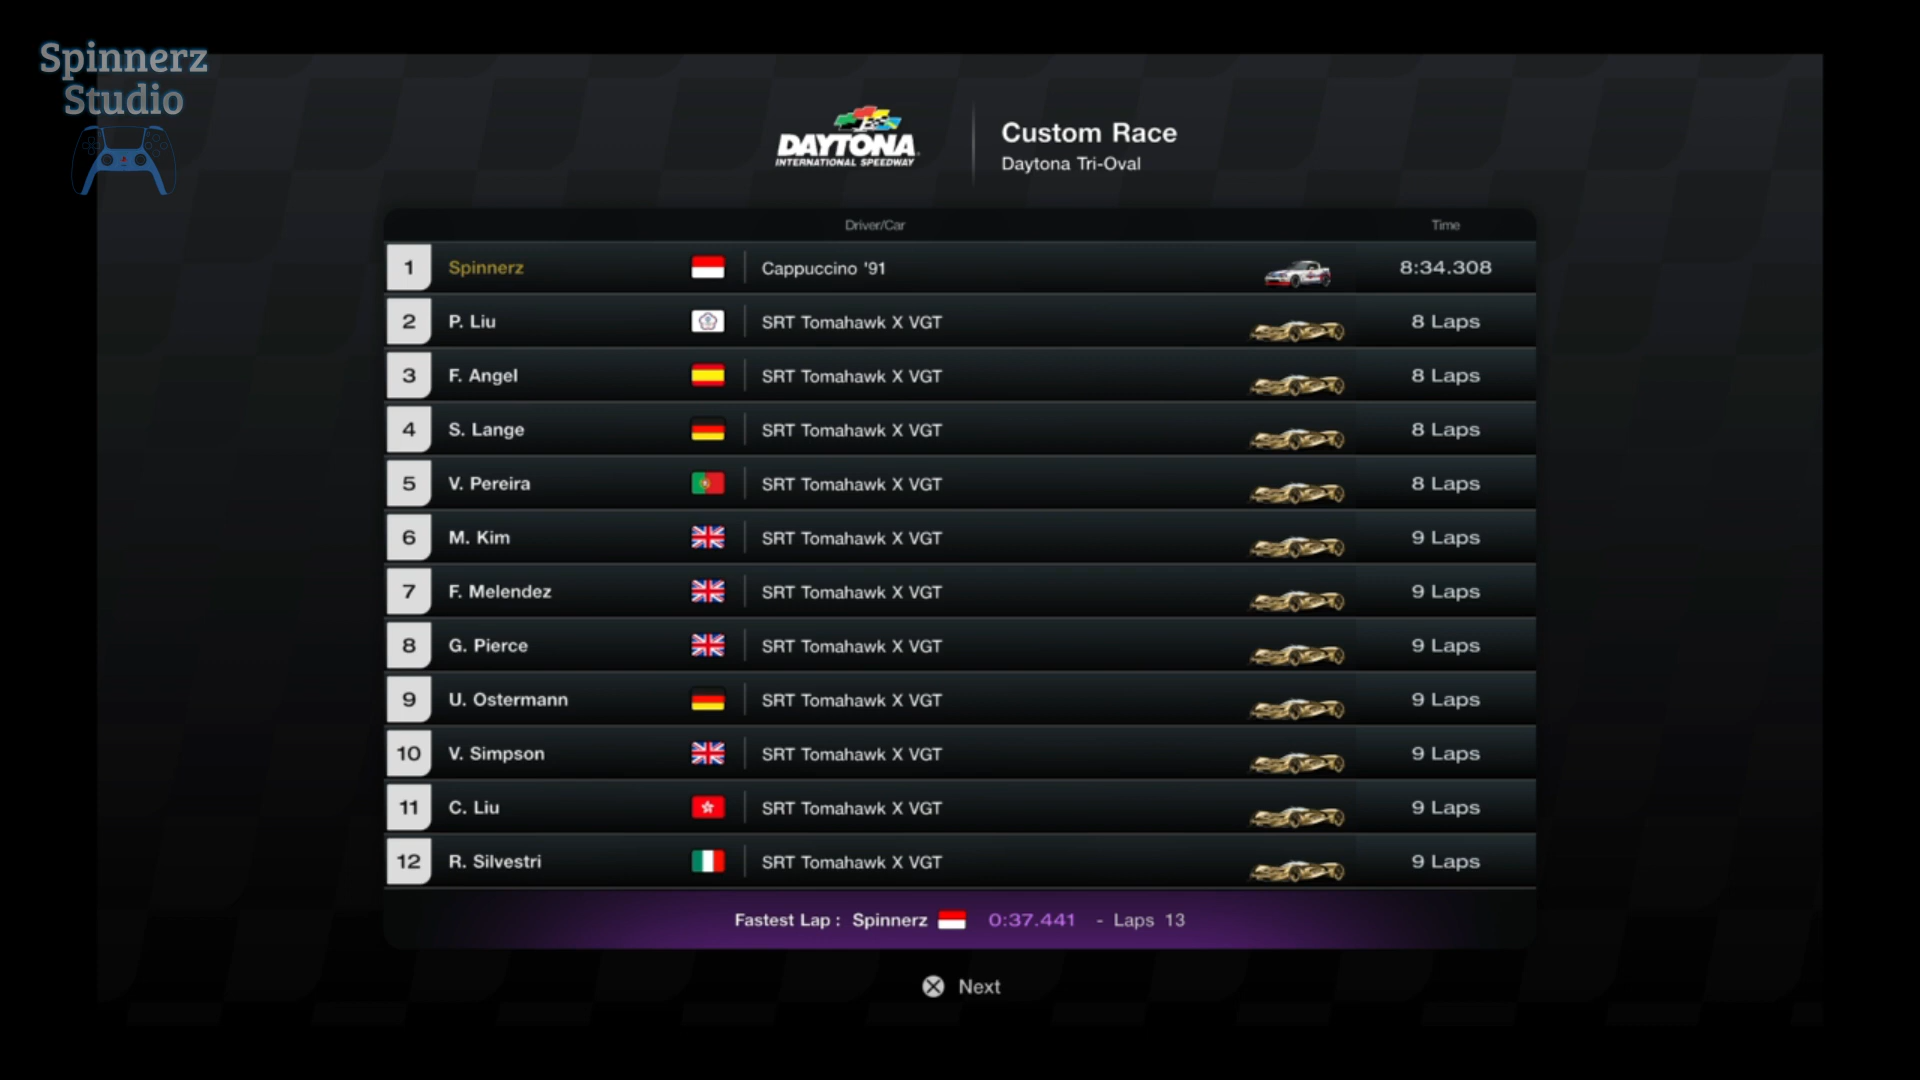 Spinnerz
Studio
DAYTONA
INTERNATIONAL SPEEDWAY
Custom Race
Daytona Tri-Oval
Driver/Car Time
1 Spinnerz Cappuccino '91 8:34.308
2 P. Liu SRT Tomahawk X VGT 8 Laps
3 F. Angel SRT Tomahawk X VGT 8 Laps
4 S. Lange SRT Tomahawk X VGT 8 Laps
5 V. Pereira SRT Tomahawk X VGT 8 Laps
6 M. Kim SRT Tomahawk X VGT 9 Laps
7 F. Melendez SRT Tomahawk X VGT 9 Laps
8 G. Pierce SRT Tomahawk X VGT 9 Laps
9 U. Ostermann SRT Tomahawk X VGT 9 Laps
10 V. Simpson SRT Tomahawk X VGT 9 Laps
11 C. Liu SRT Tomahawk X VGT 9 Laps
12 R. Silvestri SRT Tomahawk X VGT 9 Laps
Fastest Lap : Spinnerz 0:37.441 - Laps 13
Next